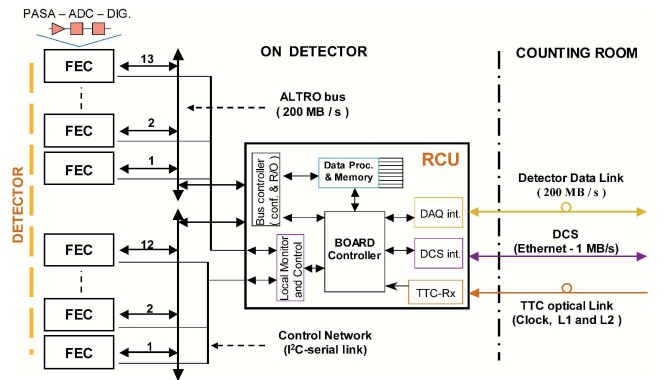 PASA – ADC – DIG.
ON DETECTOR
COUNTING ROOM
FEC
13
ALTRO bus
( 200 MB / s )
FEC
2
FEC
1
RCU
Bus controller
( conf. & R/O )
Data Proc.
& Memory
Detector Data Link
( 200 MB / s )
DAQ int.
DETECTOR
DCS
(Ethernet - 1 MB/s)
FEC
12
Local Monitor
and Control
BOARD
Controller
DCS int.
TTC-Rx
TTC optical Link
(Clock, L1 and L2 )
FEC
2
Control Network
(I²C-serial link)
FEC
1